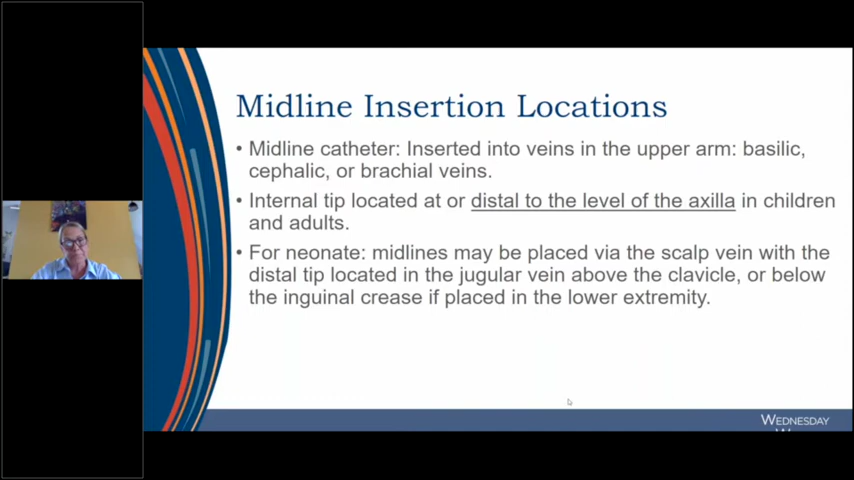 Midline Insertion Locations
• Midline catheter: Inserted into veins in the upper arm: basilic,
cephalic, or brachial veins.
• Internal tip located at or distal to the level of the axilla in children
and adults.
• For neonate: midlines may be placed via the scalp vein with the
distal tip located in the jugular vein above the clavicle, or below
the inguinal crease if placed in the lower extremity.
WEDNESDAY